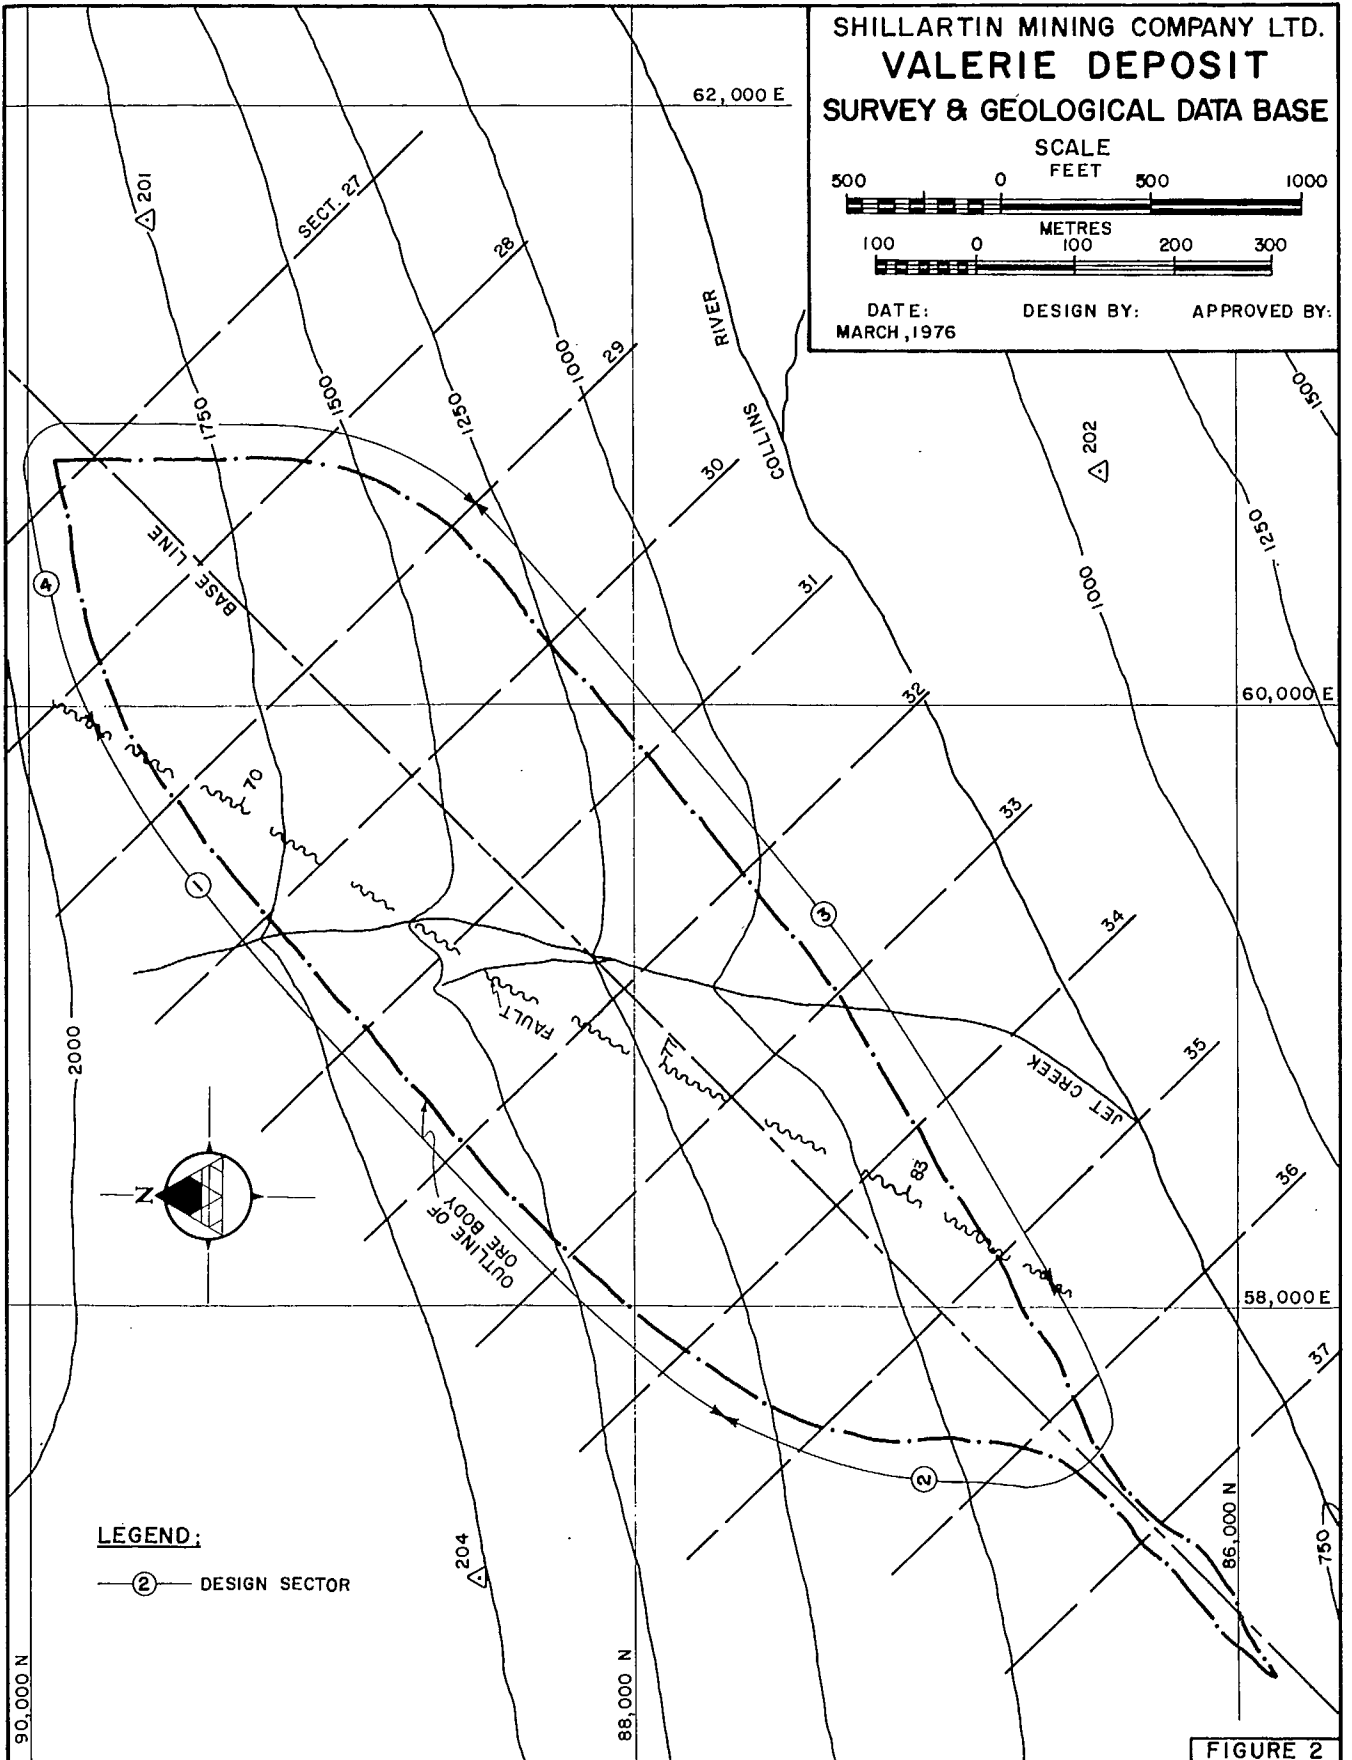 SHILLARTIN MINING COMPANY LTD.
VALERIE DEPOSIT
SURVEY & GEOLOGICAL DATA BASE
SCALE
FEET
500 0 500 1000
METRES
100 0 100 200 300
DATE: DESIGN BY: APPROVED BY:
MARCH, 1976
62,000 E
201
SECT. 27
28
29
30
31
32
33
34
35
36
37
RIVER
COLLINS
1750
1500
1250
1000
202
1500
1250
1000
BASE LINE
4
60,000 E
70
1
3
FAULT
77
JET CREEK
2000
83
N
OUTLINE OF
ORE BODY
58,000 E
2
LEGEND:
2 DESIGN SECTOR
204
90,000 N
88,000 N
86,000 N
750
FIGURE 2